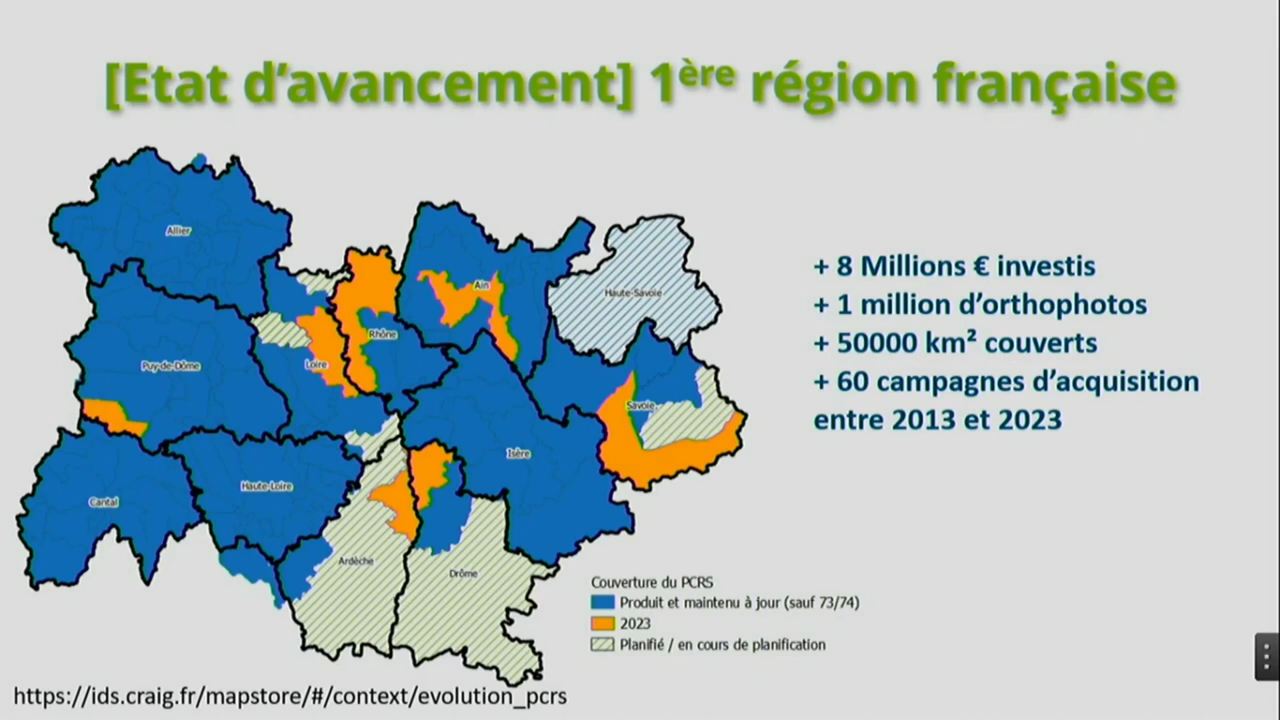 [Etat d'avancement] 1ère région française
Allier
Ain
Haute-Savoie
Rhône
Puy-de-Dôme
Loire
Savoie
Isère
Haute-Loire
Cantal
Ardèche
Drôme
+ 8 Millions € investis
+ 1 million d'orthophotos
+ 50000 km² couverts
+ 60 campagnes d'acquisition
entre 2013 et 2023
Couverture du PCRS
Produit et maintenu à jour (sauf 73/74)
2023
Planifié / en cours de planification
https://ids.craig.fr/mapstore/#/context/evolution_pcrs